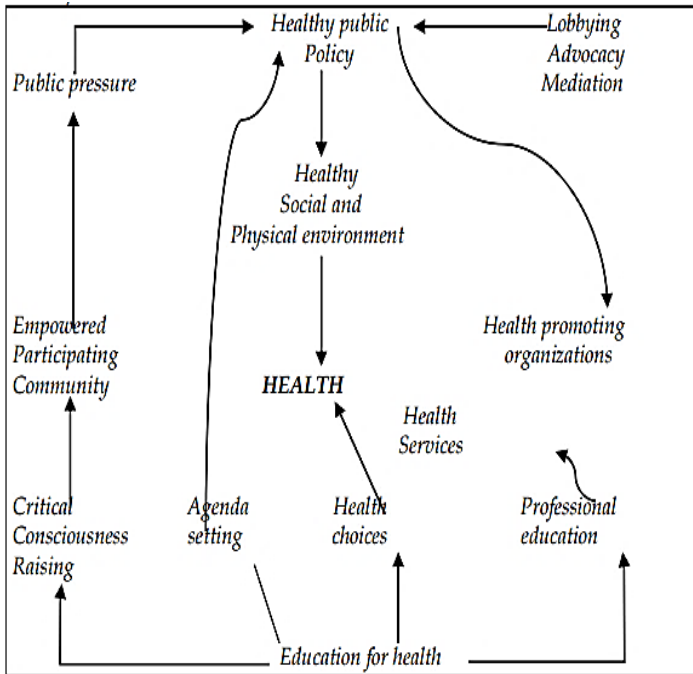 Healthy public
Policy
Lobbying
Advocacy
Mediation
Public pressure
Healthy
Social and
Physical environment
Empowered
Participating
Community
Health promoting
organizations
HEALTH
Health
Services
Critical
Consciousness
Raising
Agenda
setting
Health
choices
Professional
education
Education for health